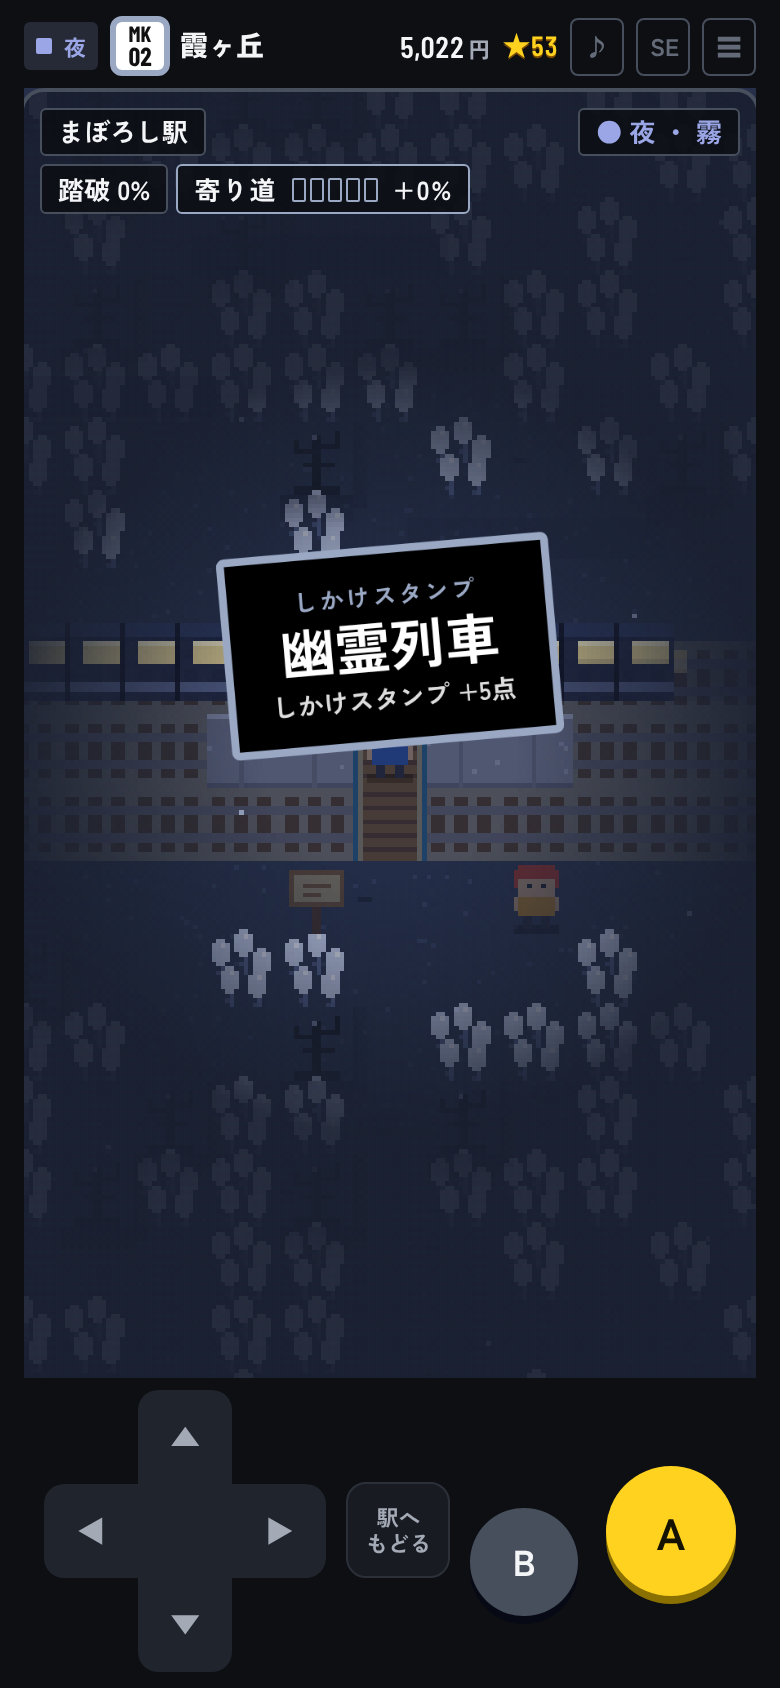 夜
MK
02
霞ヶ丘
5,022円
★53
♪
SE
まぼろし駅
夜・霧
踏破 0%
寄り道 +0%
しかけスタンプ
幽霊列車
しかけスタンプ +5点
駅へ
もどる
B
A